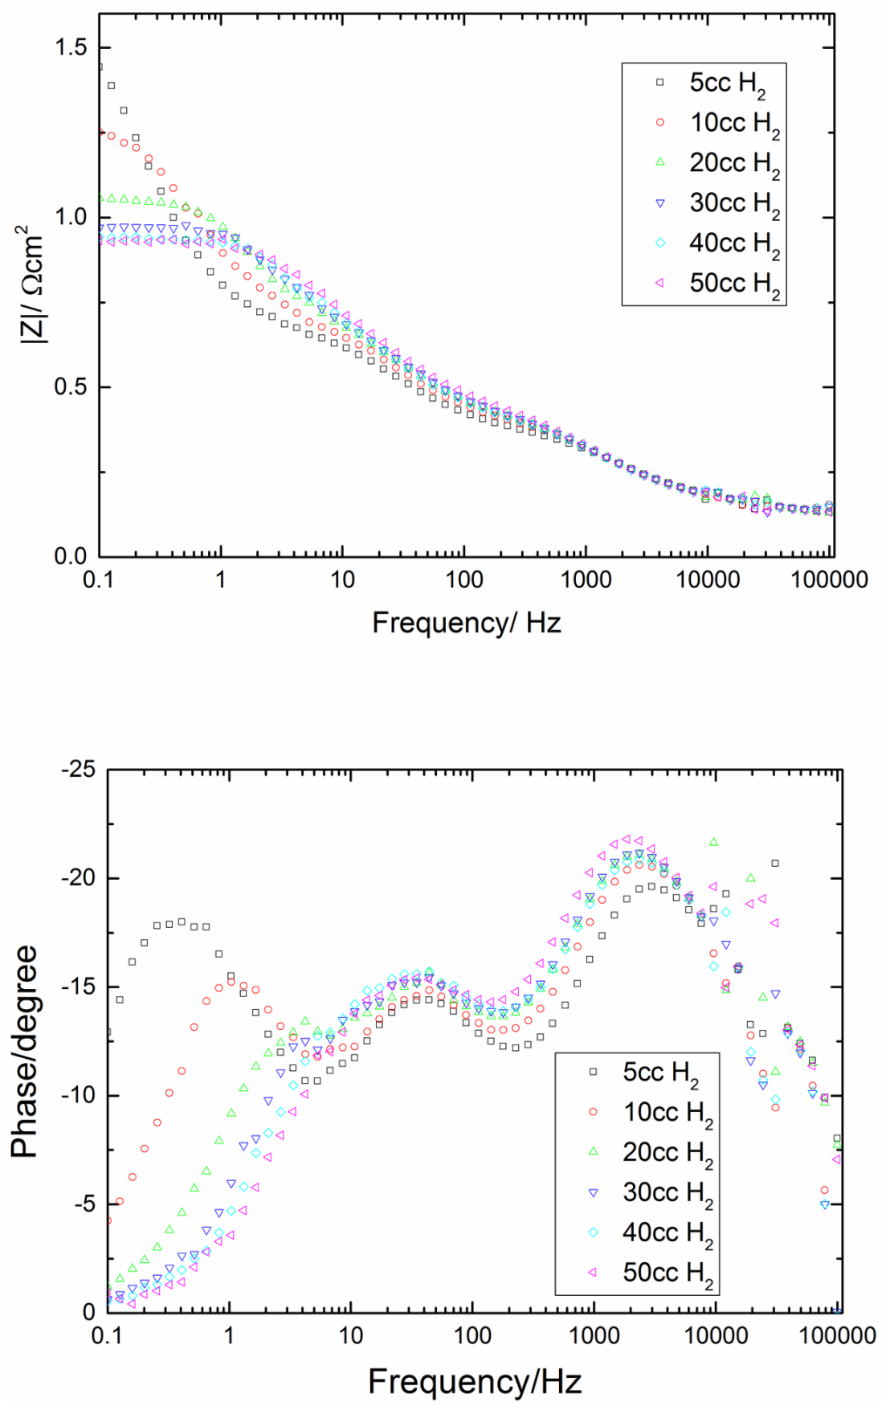 1.5
1.0
0.5
0.0
|Z|/ Ωcm²
5cc H₂
10cc H₂
20cc H₂
30cc H₂
40cc H₂
50cc H₂
0.1 1 10 100 1000 10000 100000
Frequency/ Hz
-25
-20
-15
-10
-5
0
Phase/degree
5cc H₂
10cc H₂
20cc H₂
30cc H₂
40cc H₂
50cc H₂
0.1 1 10 100 1000 10000 100000
Frequency/Hz